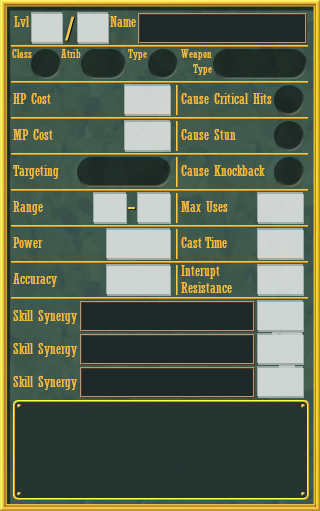 Lvl / Name
Class Atrib Type Weapon Type
HP Cost Cause Critical Hits
MP Cost Cause Stun
Targeting Cause Knockback
Range – Max Uses
Power Cast Time
Accuracy Interupt Resistance
Skill Synergy
Skill Synergy
Skill Synergy